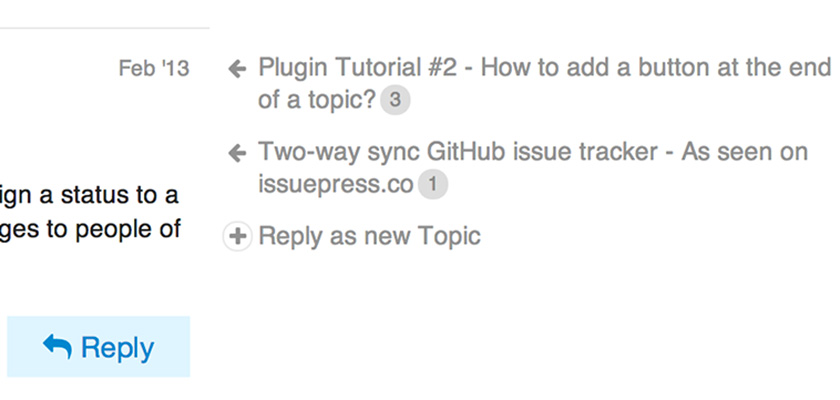 Feb '13
Plugin Tutorial #2 - How to add a button at the end
of a topic? 3
Two-way sync GitHub issue tracker - As seen on
issuepress.co 1
ign a status to a
ges to people of
Reply as new Topic
Reply